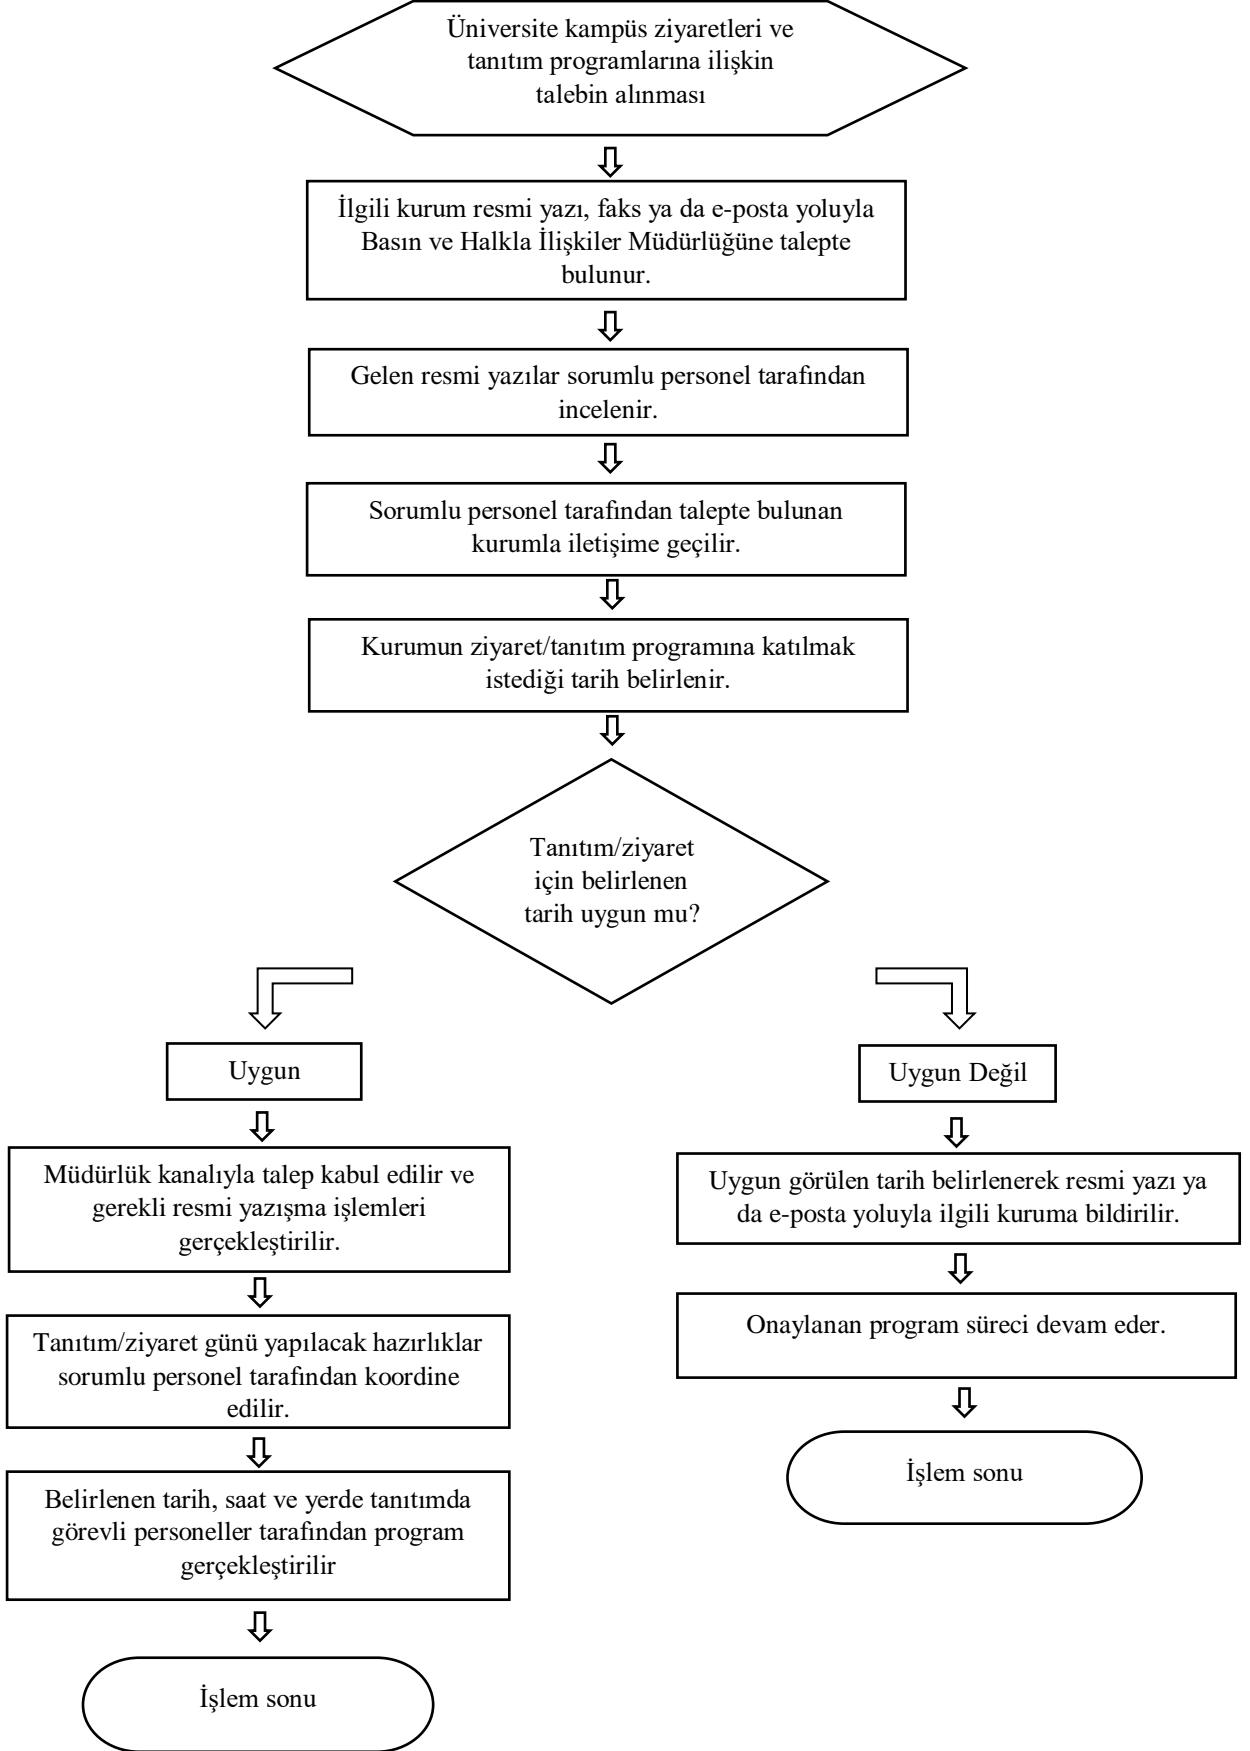 Üniversite kampüs ziyaretleri ve
tanıtım programlarına ilişkin
talebin alınması
İlgili kurum resmi yazı, faks ya da e-posta yoluyla
Basın ve Halkla İlişkiler Müdürlüğüne talepte
bulunur.
Gelen resmi yazılar sorumlu personel tarafından
incelenir.
Sorumlu personel tarafından talepte bulunan
kurumla iletişime geçilir.
Kurumun ziyaret/tanıtım programına katılmak
istediği tarih belirlenir.
Tanıtım/ziyaret
için belirlenen
tarih uygun mu?
Uygun
Müdürlük kanalıyla talep kabul edilir ve
gerekli resmi yazışma işlemleri
gerçekleştirilir.
Tanıtım/ziyaret günü yapılacak hazırlıklar
sorumlu personel tarafından koordine
edilir.
Belirlenen tarih, saat ve yerde tanıtımda
görevli personeller tarafından program
gerçekleştirilir
İşlem sonu
Uygun Değil
Uygun görülen tarih belirlenerek resmi yazı ya
da e-posta yoluyla ilgili kuruma bildirilir.
Onaylanan program süreci devam eder.
İşlem sonu